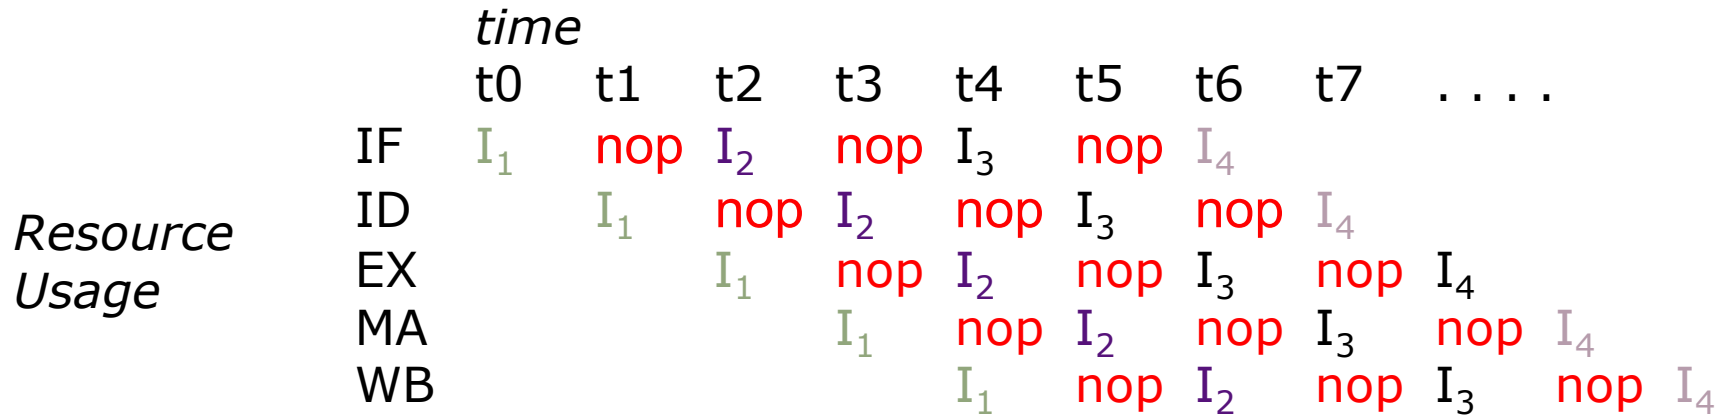 time
t0 t1 t2 t3 t4 t5 t6 t7 . . . .
IF I₁ nop I₂ nop I₃ nop I₄
ID I₁ nop I₂ nop I₃ nop I₄
Resource
Usage
EX I₁ nop I₂ nop I₃ nop I₄
MA I₁ nop I₂ nop I₃ nop I₄
WB I₁ nop I₂ nop I₃ nop I₄